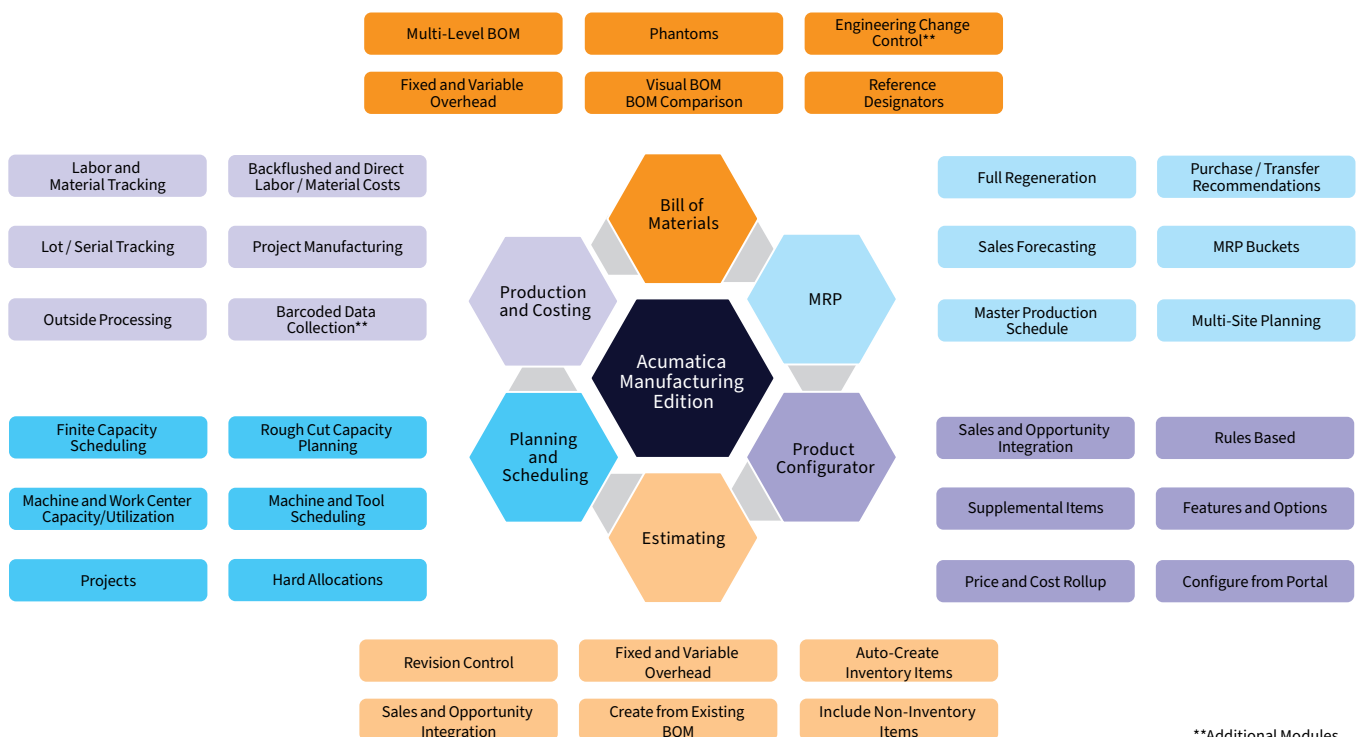 Multi-Level BOM
Phantoms
Engineering Change
Control**
Fixed and Variable
Overhead
Visual BOM
BOM Comparison
Reference
Designators
Labor and
Material Tracking
Backflushed and Direct
Labor / Material Costs
Lot / Serial Tracking
Project Manufacturing
Outside Processing
Barcoded Data
Collection**
Bill of
Materials
Production
and Costing
MRP
Acumatica
Manufacturing
Edition
Planning
and
Scheduling
Product
Configurator
Estimating
Full Regeneration
Purchase / Transfer
Recommendations
Sales Forecasting
MRP Buckets
Master Production
Schedule
Multi-Site Planning
Finite Capacity
Scheduling
Rough Cut Capacity
Planning
Machine and Work Center
Capacity/Utilization
Machine and Tool
Scheduling
Projects
Hard Allocations
Sales and Opportunity
Integration
Rules Based
Supplemental Items
Features and Options
Price and Cost Rollup
Configure from Portal
Revision Control
Fixed and Variable
Overhead
Auto-Create
Inventory Items
Sales and Opportunity
Integration
Create from Existing
BOM
Include Non-Inventory
Items
**Additional Modules